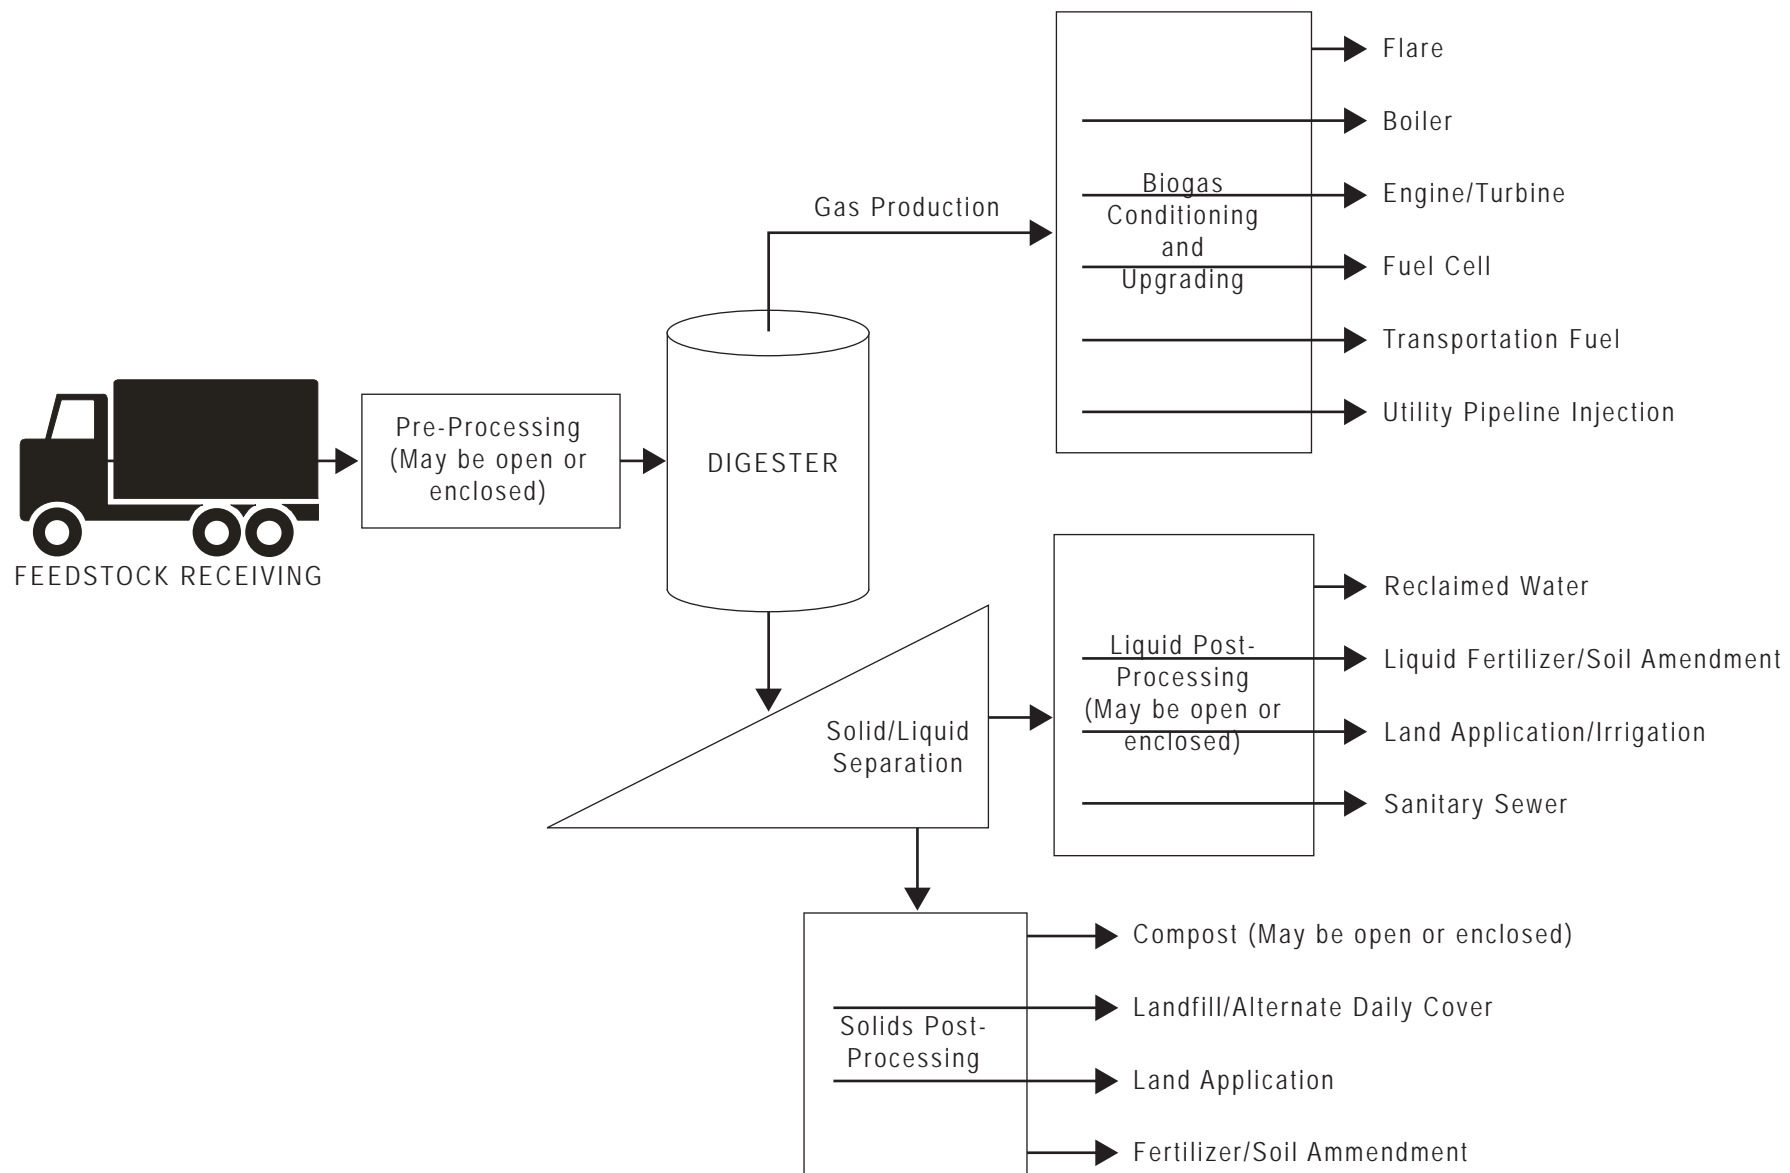 Flare
Boiler
Biogas
Conditioning
and
Upgrading
Engine/Turbine
Gas Production
Fuel Cell
Transportation Fuel
Utility Pipeline Injection
Pre-Processing
(May be open or
enclosed)
DIGESTER
FEEDSTOCK RECEIVING
Reclaimed Water
Liquid Post-
Processing
(May be open or
enclosed)
Liquid Fertilizer/Soil Amendment
Solid/Liquid
Separation
Land Application/Irrigation
Sanitary Sewer
Compost (May be open or enclosed)
Landfill/Alternate Daily Cover
Solids Post-
Processing
Land Application
Fertilizer/Soil Ammendment